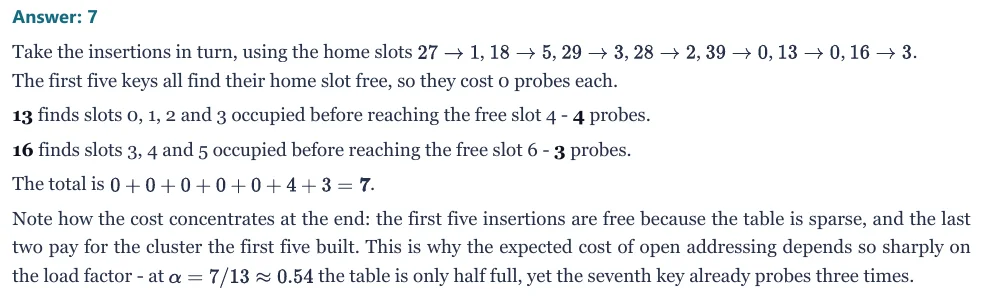 Answer: 7
Take the insertions in turn, using the home slots 27 → 1, 18 → 5, 29 → 3, 28 → 2, 39 → 0, 13 → 0, 16 → 3.
The first five keys all find their home slot free, so they cost 0 probes each.
13 finds slots 0, 1, 2 and 3 occupied before reaching the free slot 4 - 4 probes.
16 finds slots 3, 4 and 5 occupied before reaching the free slot 6 - 3 probes.
The total is 0 + 0 + 0 + 0 + 0 + 4 + 3 = 7.
Note how the cost concentrates at the end: the first five insertions are free because the table is sparse, and the last
two pay for the cluster the first five built. This is why the expected cost of open addressing depends so sharply on
the load factor - at α = 7/13 ≈ 0.54 the table is only half full, yet the seventh key already probes three times.